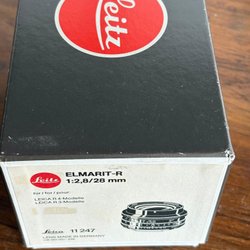 Leitz
Leitz
ELMARIT-R
1:2,8/28 mm
für/for/pour
LEICA R 4-Modelle
LEICA R 3-Modelle
Leica 11 247
LENS MADE IN GERMANY